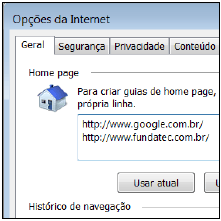 Opções da Internet
Geral Segurança Privacidade Conteúdo
Home page
Para criar guias de home page,
própria linha.
http://www.google.com.br/
http://www.fundatec.com.br/
Usar atual
Histórico de navegação